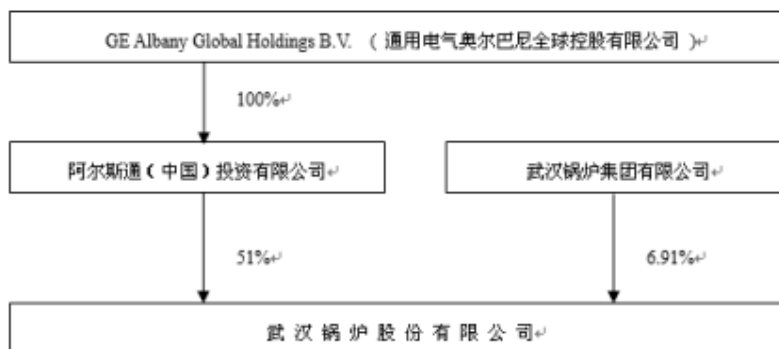 GE Albany Global Holdings B.V. （通用电气奥尔巴尼全球控股有限公司）↵
100%↵
阿尔斯通（中国）投资有限公司↵
武汉锅炉集团有限公司↵
51%↵
6.91%↵
武汉锅炉股份有限公司↵